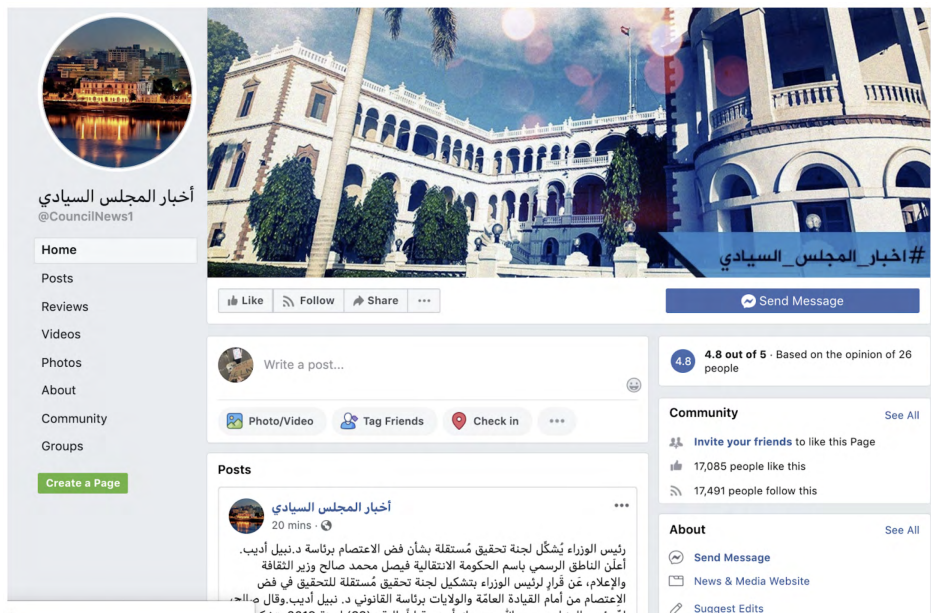 أخبار المجلس السيادي
@CouncilNews1
Home
Posts
Reviews
Videos
Photos
About
Community
Groups
Create a Page
#اخبار_المجلس_السيادي
Like
Follow
Share
Send Message
Write a post...
Photo/Video
Tag Friends
Check in
Posts
أخبار المجلس السيادي
20 mins ·
رئيس الوزراء يُشكِّل لجنة تحقيق مُستقلة بشأن فض الاعتصام برئاسة د.نبيل أديب.
أعلَن الناطق الرسمي باسم الحكومة الانتقالية فيصل محمد صالح وزير الثقافة
والإعلام، عَن قَرارٍ لرئيس الوزراء بتشكيل لجنة تحقيق مُستقلة للتحقيق في فض
الاعتصام من أمام القيادة العامّة والولايات برئاسة القانوني د. نبيل أديب.وقال صالح،
4.8
4.8 out of 5 · Based on the opinion of 26
people
Community
See All
Invite your friends to like this Page
17,085 people like this
17,491 people follow this
About
See All
Send Message
News & Media Website
Suggest Edits